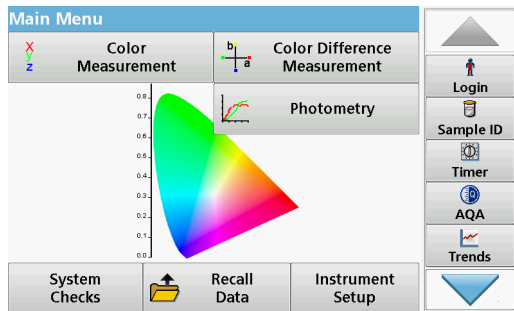 Main Menu
X
y
z
Color
Measurement
b
a
Color Difference
Measurement
Photometry
0.8
0.7
0.6
0.5
0.4
0.3
0.2
0.1
0.0
System
Checks
Recall
Data
Instrument
Setup
Login
Sample ID
Timer
AQA
Trends